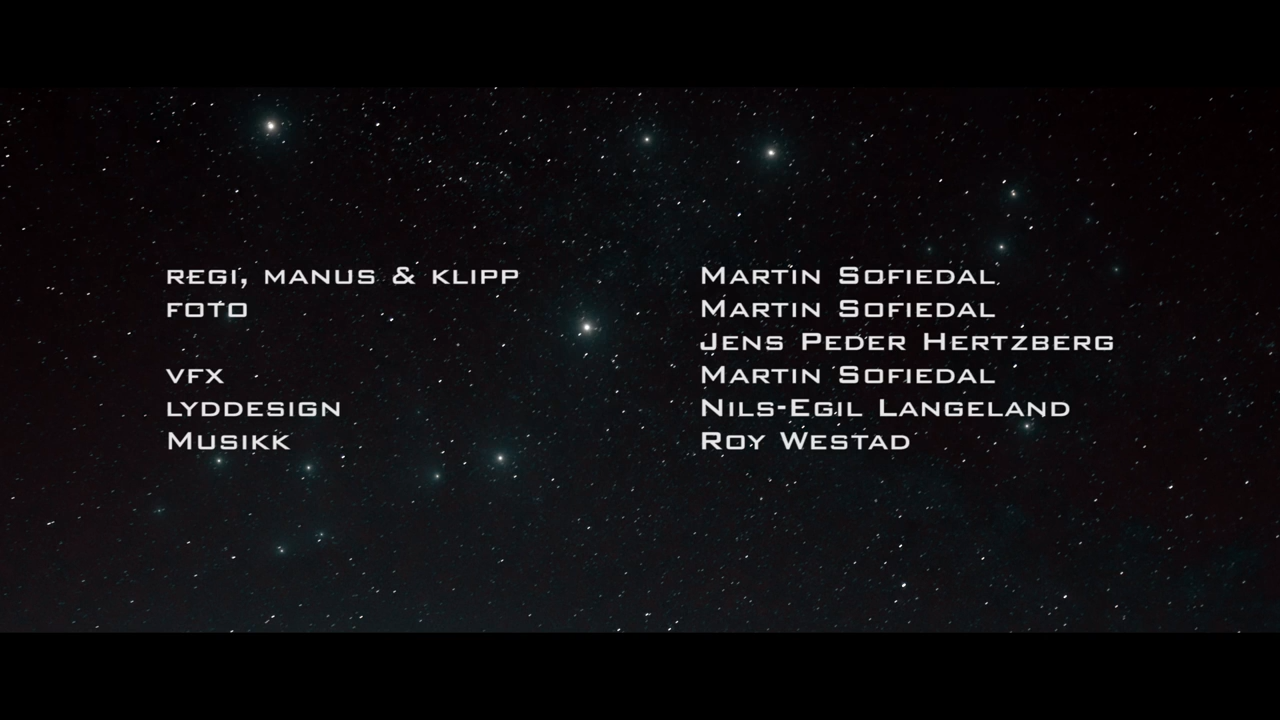 REGI, MANUS & KLIPP Martin Sofiedal
FOTO Martin Sofiedal
Jens Peder Hertzberg
VFX Martin Sofiedal
LYDDESIGN Nils-Egil Langeland
Musikk Roy Westad